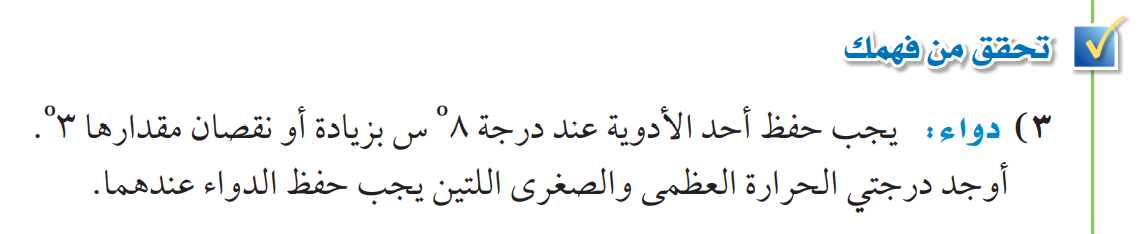 تحقق من فهمك
٣) دواء: يجب حفظ أحد الأدوية عند درجة ٨° س بزيادة أو نقصان مقدارها ٣°.
أوجد درجتي الحرارة العظمى والصغرى اللتين يجب حفظ الدواء عندهما.